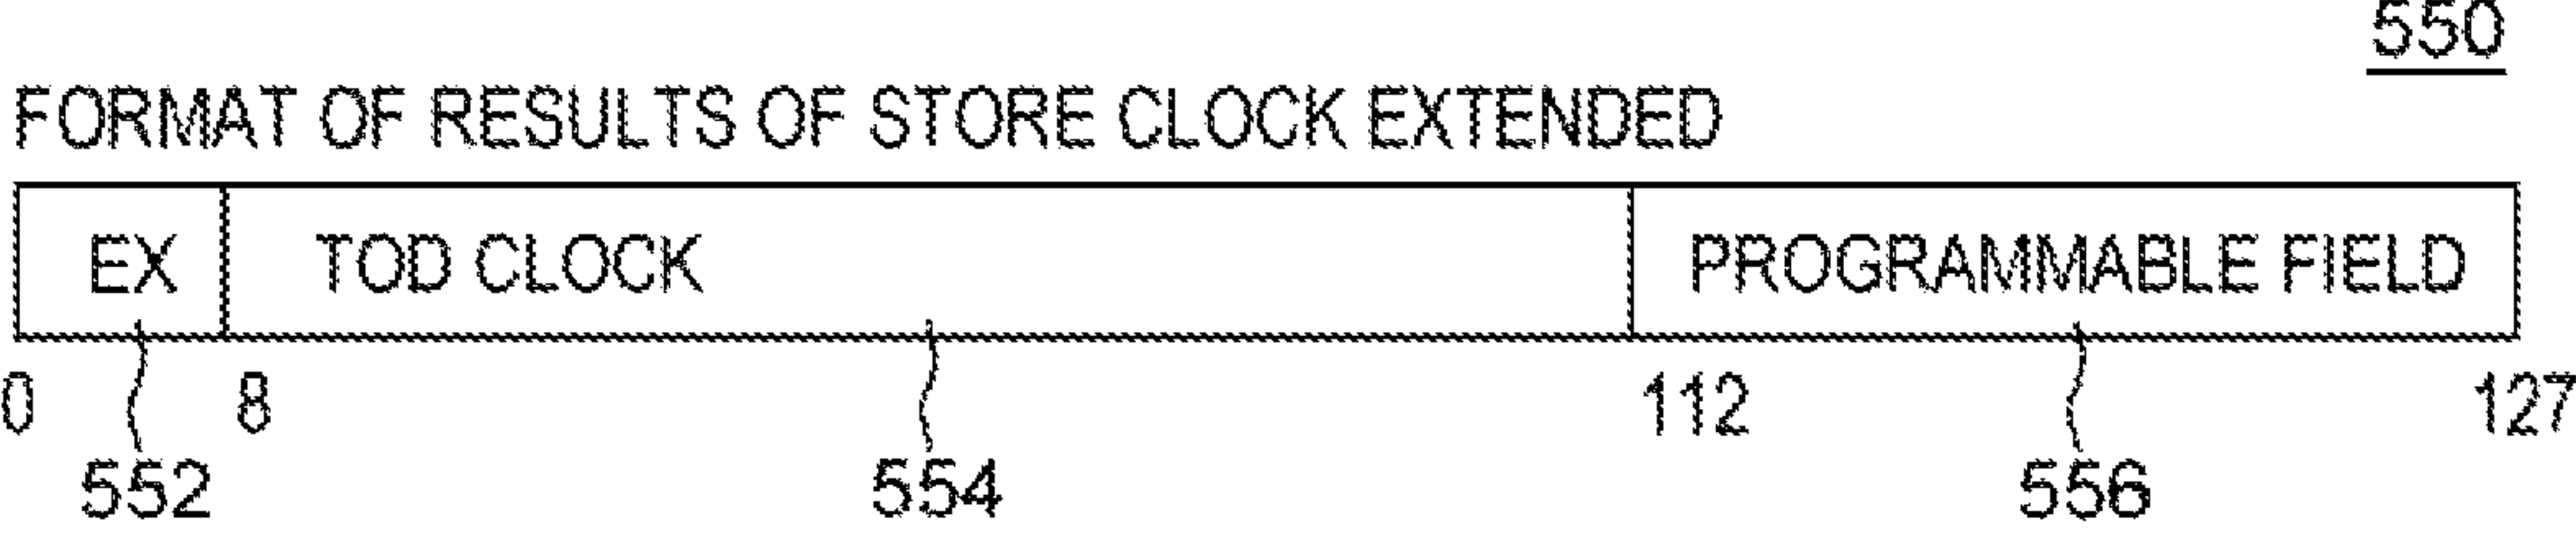 550
FORMAT OF RESULTS OF STORE CLOCK EXTENDED
EX TOD CLOCK PROGRAMMABLE FIELD
0 8 112 127
552 554 556